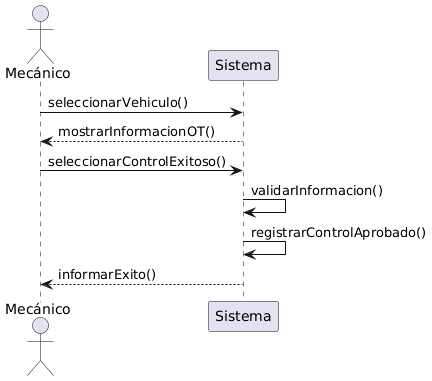 Mecánico
Sistema
seleccionarVehiculo()
mostrarInformacionOT()
seleccionarControlExitoso()
validarInformacion()
registrarControlAprobado()
informarExito()
Mecánico
Sistema